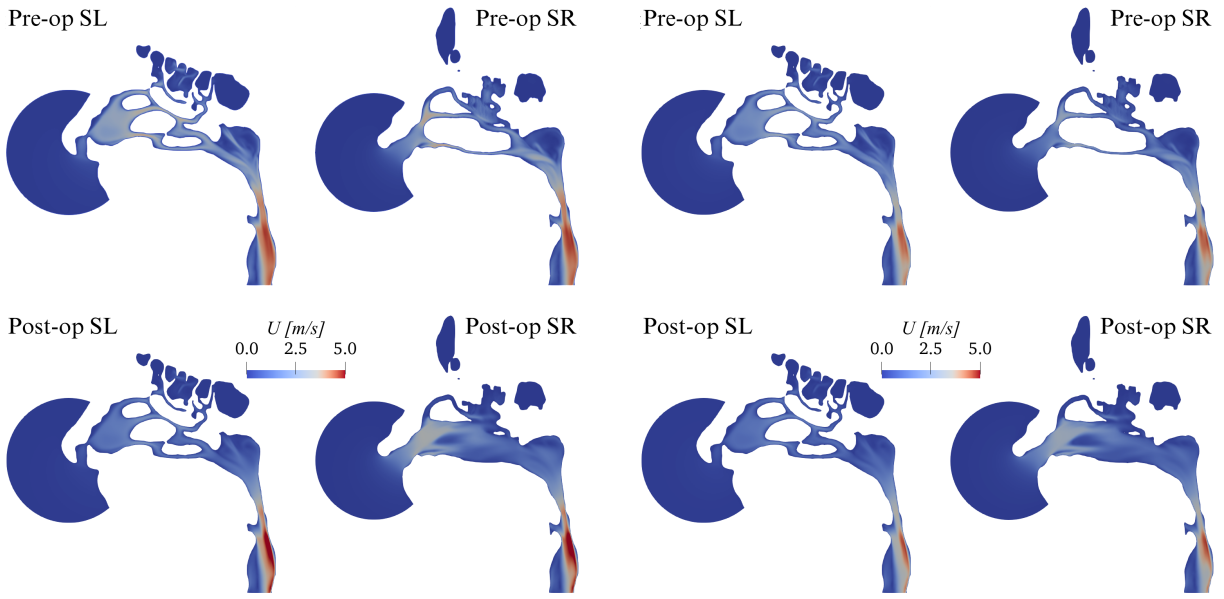 Pre-op SL
Pre-op SR
Pre-op SL
Pre-op SR
Post-op SL
U [m/s]
0.0 2.5 5.0
Post-op SR
Post-op SL
U [m/s]
0.0 2.5 5.0
Post-op SR